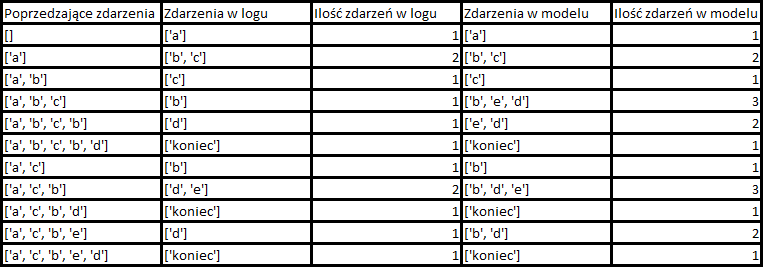 Poprzedzające zdarzenia Zdarzenia w logu Ilość zdarzeń w logu Zdarzenia w modelu Ilość zdarzeń w modelu
[] ['a'] 1 ['a'] 1
['a'] ['b', 'c'] 2 ['b', 'c'] 2
['a', 'b'] ['c'] 1 ['c'] 1
['a', 'b', 'c'] ['b'] 1 ['b', 'e', 'd'] 3
['a', 'b', 'c', 'b'] ['d'] 1 ['e', 'd'] 2
['a', 'b', 'c', 'b', 'd'] ['koniec'] 1 ['koniec'] 1
['a', 'c'] ['b'] 1 ['b'] 1
['a', 'c', 'b'] ['d', 'e'] 2 ['b', 'd', 'e'] 3
['a', 'c', 'b', 'd'] ['koniec'] 1 ['koniec'] 1
['a', 'c', 'b', 'e'] ['d'] 1 ['b', 'd'] 2
['a', 'c', 'b', 'e', 'd'] ['koniec'] 1 ['koniec'] 1